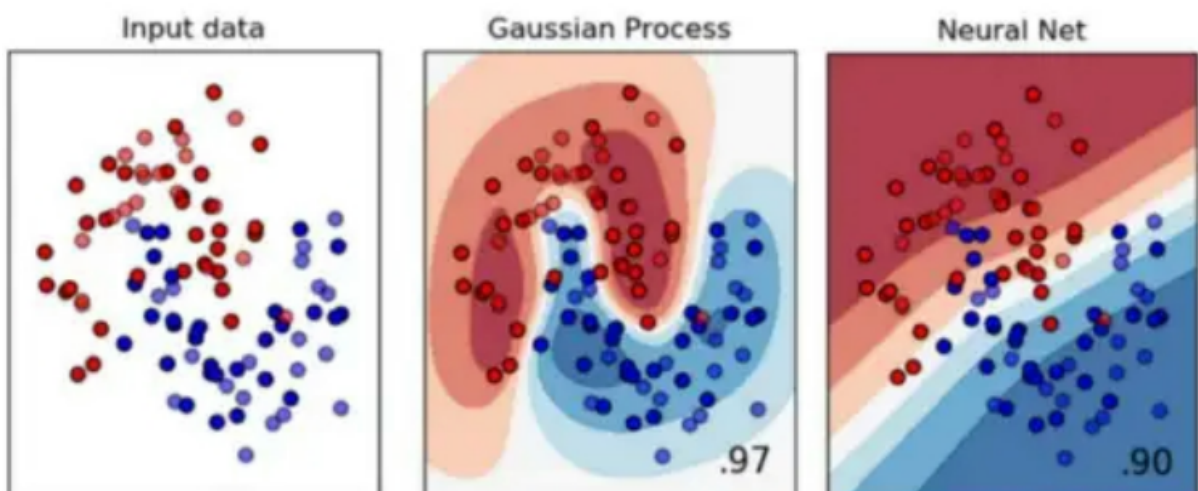 Input data
Gaussian Process
Neural Net
.97
.90